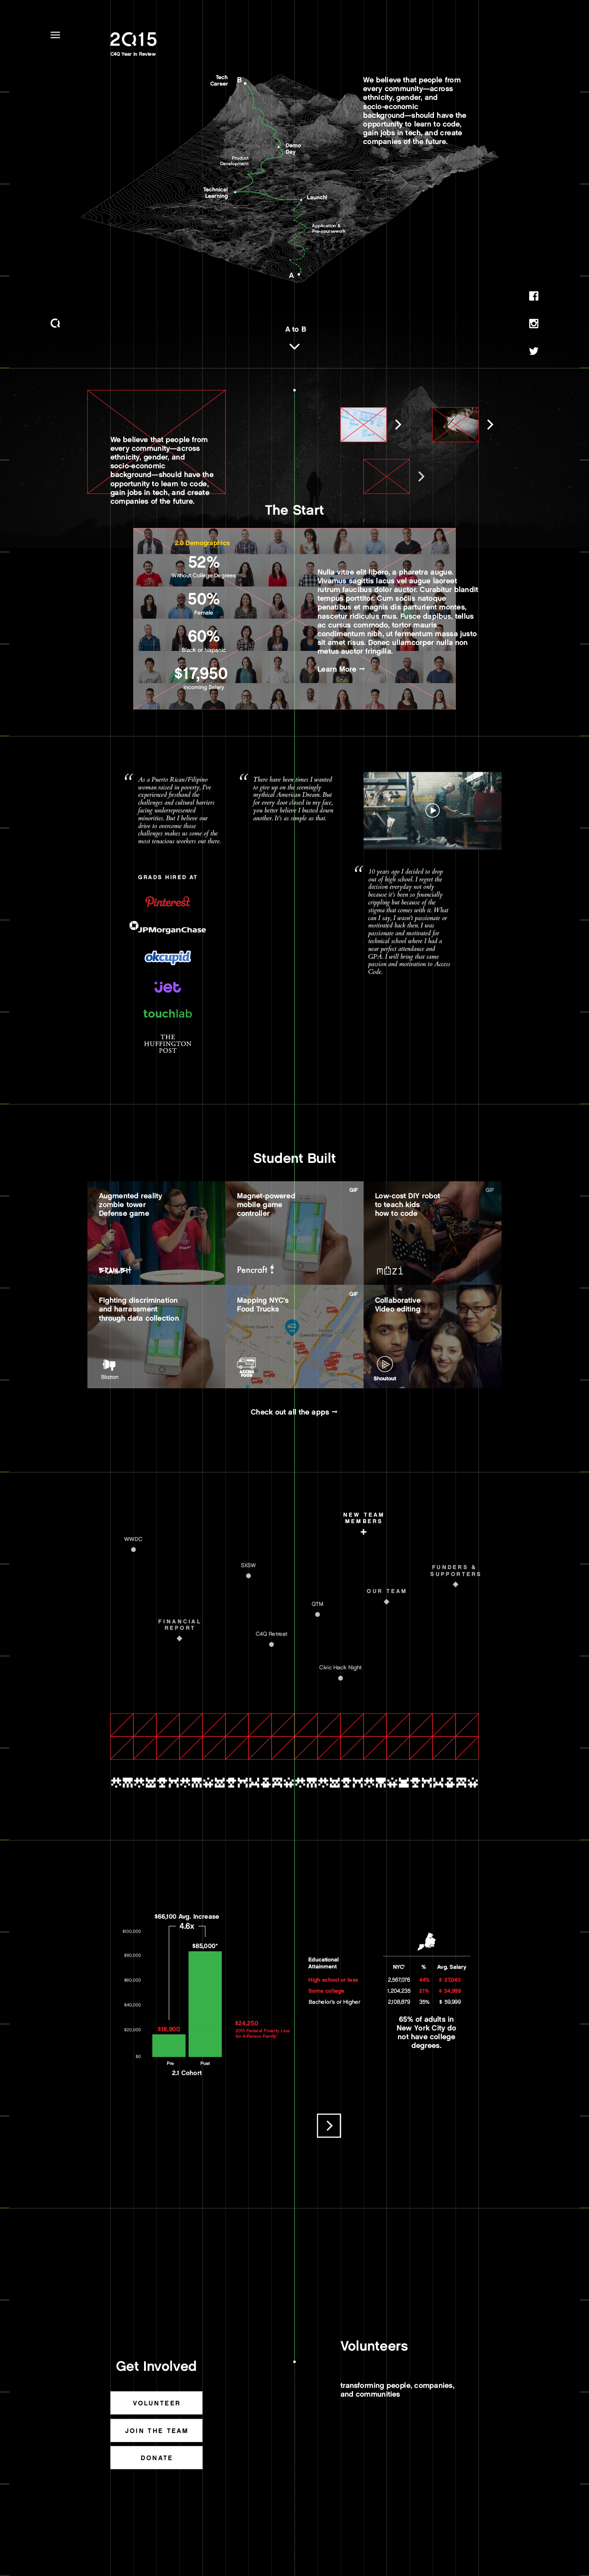 2015
C4Q Year in Review
We believe that people from
every community—across
ethnicity, gender, and
socio-economic
background—should have the
opportunity to learn to code,
gain jobs in tech, and create
companies of the future.
Tech
Career
B
Demo
Day
Product
Development
Technical
Learning
Launch!
Application &
Pre-coursework
A
A to B
We believe that people from
every community—across
ethnicity, gender, and
socio-economic
background—should have the
opportunity to learn to code,
gain jobs in tech, and create
companies of the future.
The Start
2.0 Demographics
52%
Without College Degrees
50%
Female
60%
Black or hispanic
$17,950
Incoming Salary
Nulla vitae elit libero, a pharetra augue.
Vivamus sagittis lacus vel augue laoreet
rutrum faucibus dolor auctor. Curabitur blandit
tempus porttitor. Cum sociis natoque
penatibus et magnis dis parturient montes,
nascetur ridiculus mus. Fusce dapibus, tellus
ac cursus commodo, tortor mauris
condimentum nibh, ut fermentum massa justo
sit amet risus. Donec ullamcorper nulla non
metus auctor fringilla.
Learn More →
“ As a Puerto Rican/Filipino
woman raised in poverty, I've
experienced firsthand the
challenges and cultural barriers
facing underrepresented
minorities. But I believe our
drive to overcome those
challenges makes us some of the
most tenacious workers out there.
“ There have been times I wanted
to give up on the seemingly
mythical American Dream. But
for every door closed in my face,
you better believe I busted down
another. It's as simple as that.
“ 10 years ago I decided to drop
out of high school. I regret the
decision everyday not only
because it's been so financially
crippling but because of the
stigma that comes with it. What
can I say, I wasn't passionate or
motivated back then. I was
passionate and motivated for
technical school where I had a
near perfect attendance and
GPA. I will bring that same
passion and motivation to Access
Code.
GRADS HIRED AT
Pinterest
JPMorganChase
okcupid
jet
touchlab
THE
HUFFINGTON
POST
Student Built
Augmented reality
zombie tower
Defense game
Magnet-powered
mobile game
controller
GIF
Pencraft
Low-cost DIY robot
to teach kids
how to code
GIF
mōzi
Fighting discrimination
and harrassment
through data collection
Blazon
Mapping NYC's
Food Trucks
GIF
ACCESS
FOOD
Collaborative
Video editing
Shoutout
Check out all the apps →
NEW TEAM
MEMBERS
WWDC
SXSW
FUNDERS &
SUPPORTERS
OUR TEAM
QTM
FINANCIAL
REPORT
C4Q Retreat
Civic Hack Night
$66,100 Avg. Increase
4.6x
$100,000
$85,000*
$80,000
$60,000
$40,000
$20,000
$18,900
$0
Pre
Post
2.1 Cohort
$24,250
2015 Federal Poverty Line
for 4-Person Family
Educational
Attainment
NYC¹ % Avg. Salary
High school or less 2,567,076 44% $ 27,040
Some college 1,204,235 21% $ 34,989
Bachelor's or Higher 2,108,879 35% $ 59,999
65% of adults in
New York City do
not have college
degrees.
Volunteers
Get Involved
transforming people, companies,
and communities
VOLUNTEER
JOIN THE TEAM
DONATE